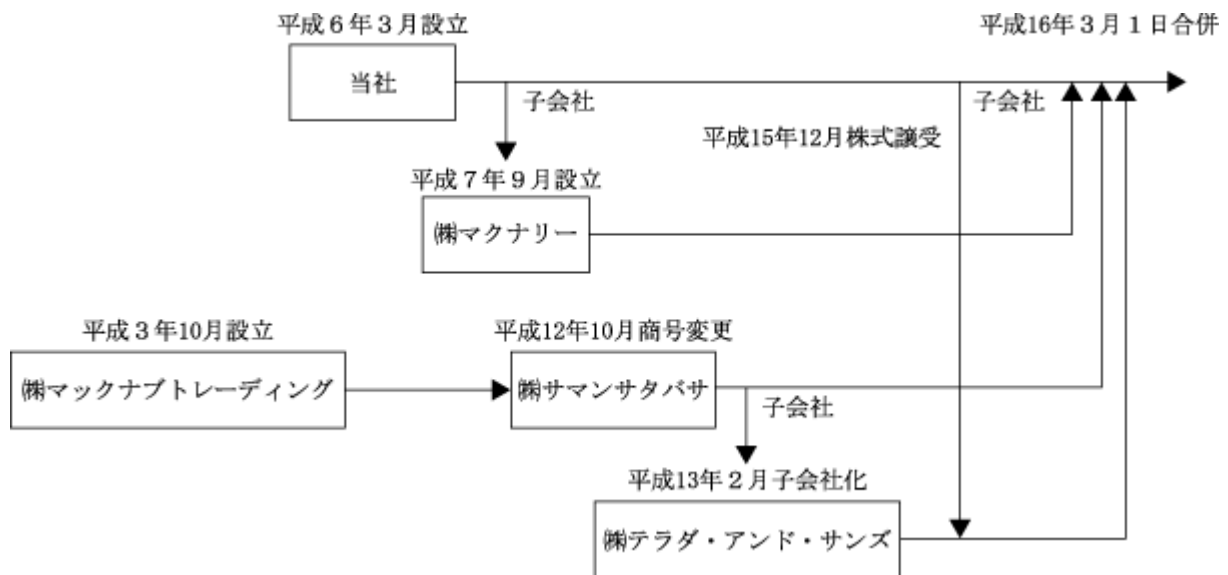 平成６年３月設立
平成16年３月１日合併
当社
子会社
子会社
平成15年12月株式譲受
平成７年９月設立
㈱マクナリー
平成３年10月設立
平成12年10月商号変更
㈱マックナブトレーディング
㈱サマンサタバサ
子会社
平成13年２月子会社化
㈱テラダ・アンド・サンズ